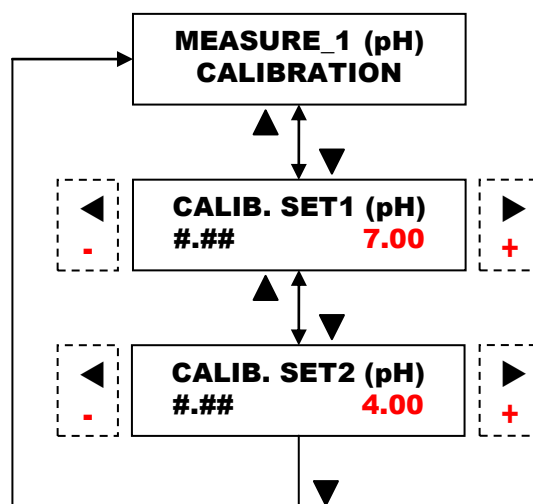 MEASURE_1 (pH)
CALIBRATION
CALIB. SET1 (pH)
#.## 7.00
- +
CALIB. SET2 (pH)
#.## 4.00
- +